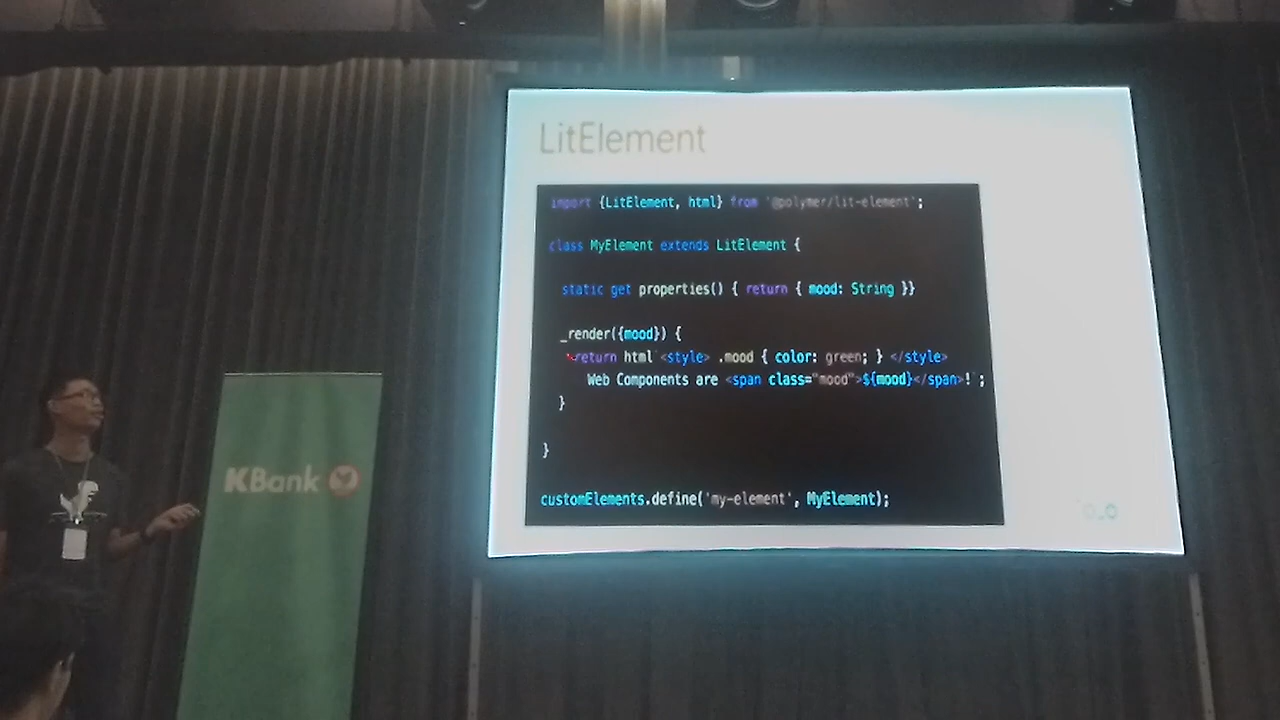 LitElement
import {LitElement, html} from '@polymer/lit-element';
class MyElement extends LitElement {
static get properties() { return { mood: String }}
_render({mood}) {
return html`<style> .mood { color: green; } </style>
Web Components are <span class="mood">${mood}</span>!`;
}
}
customElements.define('my-element', MyElement);
KBank